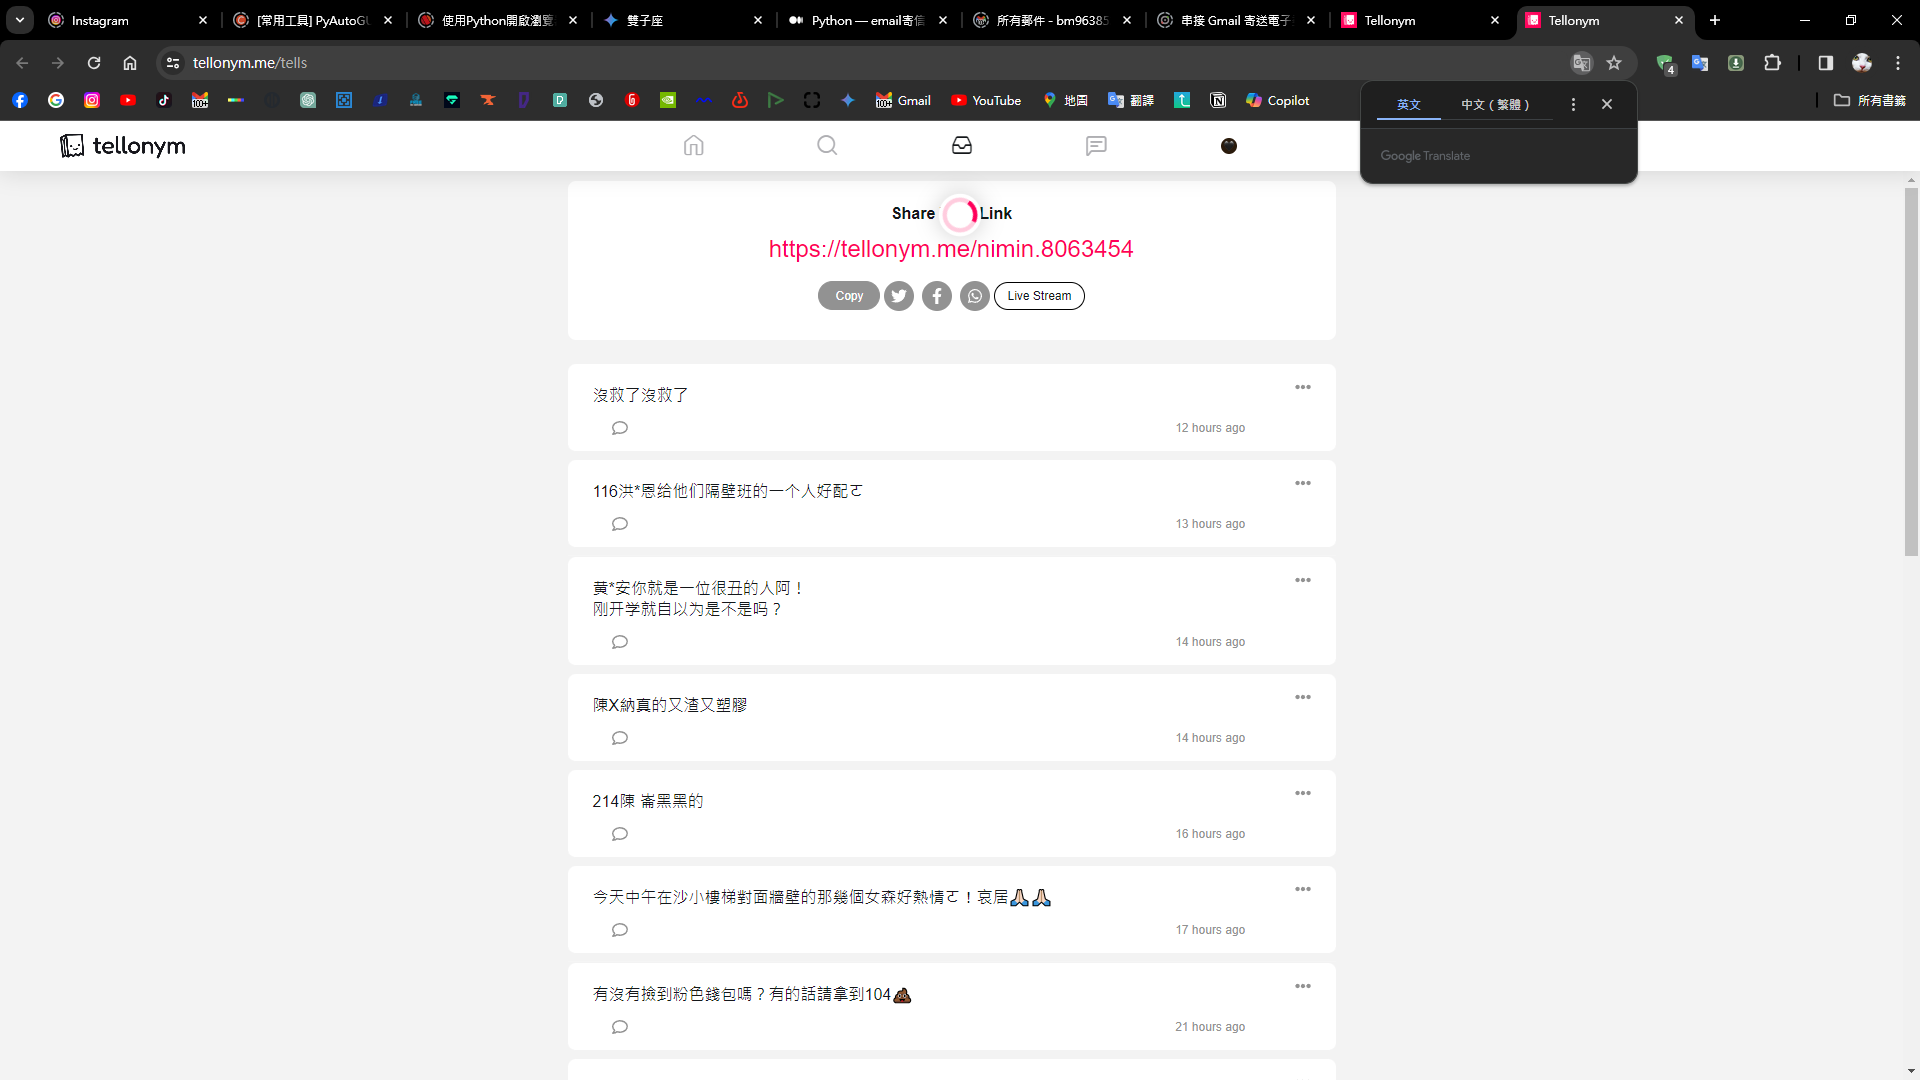 Instagram
[常用工具] PyAutoGU
使用Python開啟瀏覽
雙子座
Python — email寄信
所有郵件 - bm96385
串接 Gmail 寄送電子
Tellonym
Tellonym
tellonym.me/tells
4
100+
100+ Gmail
YouTube
地圖
翻譯
Copilot
所有書籤
英文
中文 (繁體)
Google Translate
tellonym
Share
Link
https://tellonym.me/nimin.8063454
Copy
Live Stream
沒救了沒救了
12 hours ago
116洪*恩给他们隔壁班的一个人好配ㄛ
13 hours ago
黄*安你就是一位很丑的人阿！
刚开学就自以为是不是吗？
14 hours ago
陳X納真的又渣又塑膠
14 hours ago
214陳 崙黑黑的
16 hours ago
今天中午在沙小樓梯對面牆壁的那幾個女森好熱情ㄛ！哀居🙏🏻🙏🏻
17 hours ago
有沒有撿到粉色錢包嗎？有的話請拿到104💩
21 hours ago